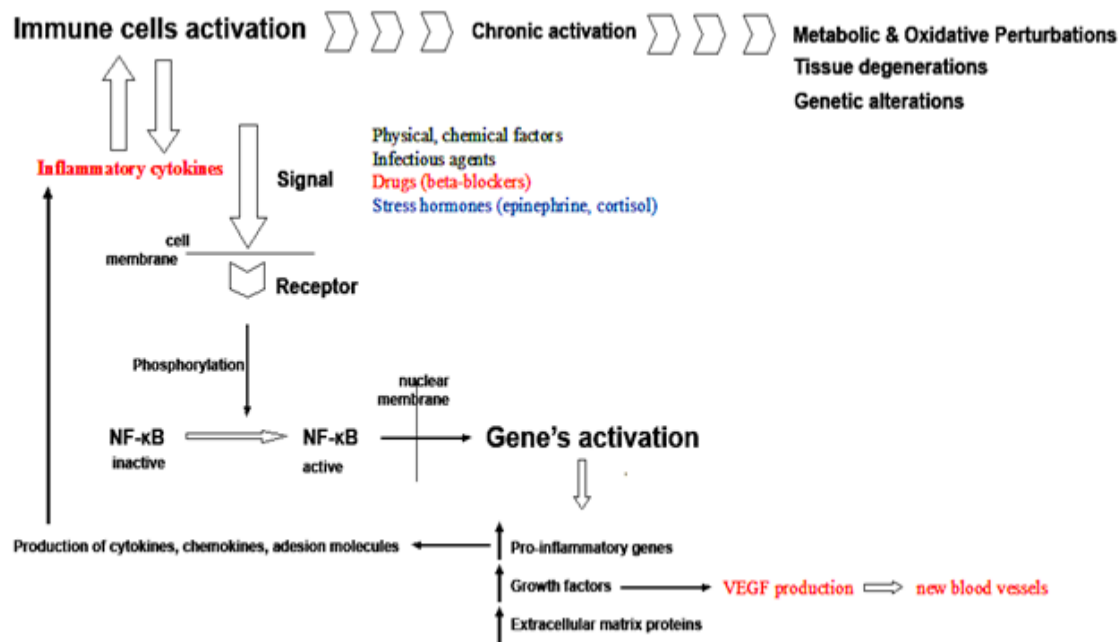 Immune cells activation
Chronic activation
Metabolic & Oxidative Perturbations
Tissue degenerations
Genetic alterations
Physical, chemical factors
Infectious agents
Drugs (beta-blockers)
Stress hormones (epinephrine, cortisol)
Inflammatory cytokines
Signal
cell
membrane
Receptor
Phosphorylation
nuclear
membrane
NF-κB
inactive
NF-κB
active
Gene's activation
Production of cytokines, chemokines, adesion molecules
Pro-inflammatory genes
Growth factors
VEGF production
new blood vessels
Extracellular matrix proteins